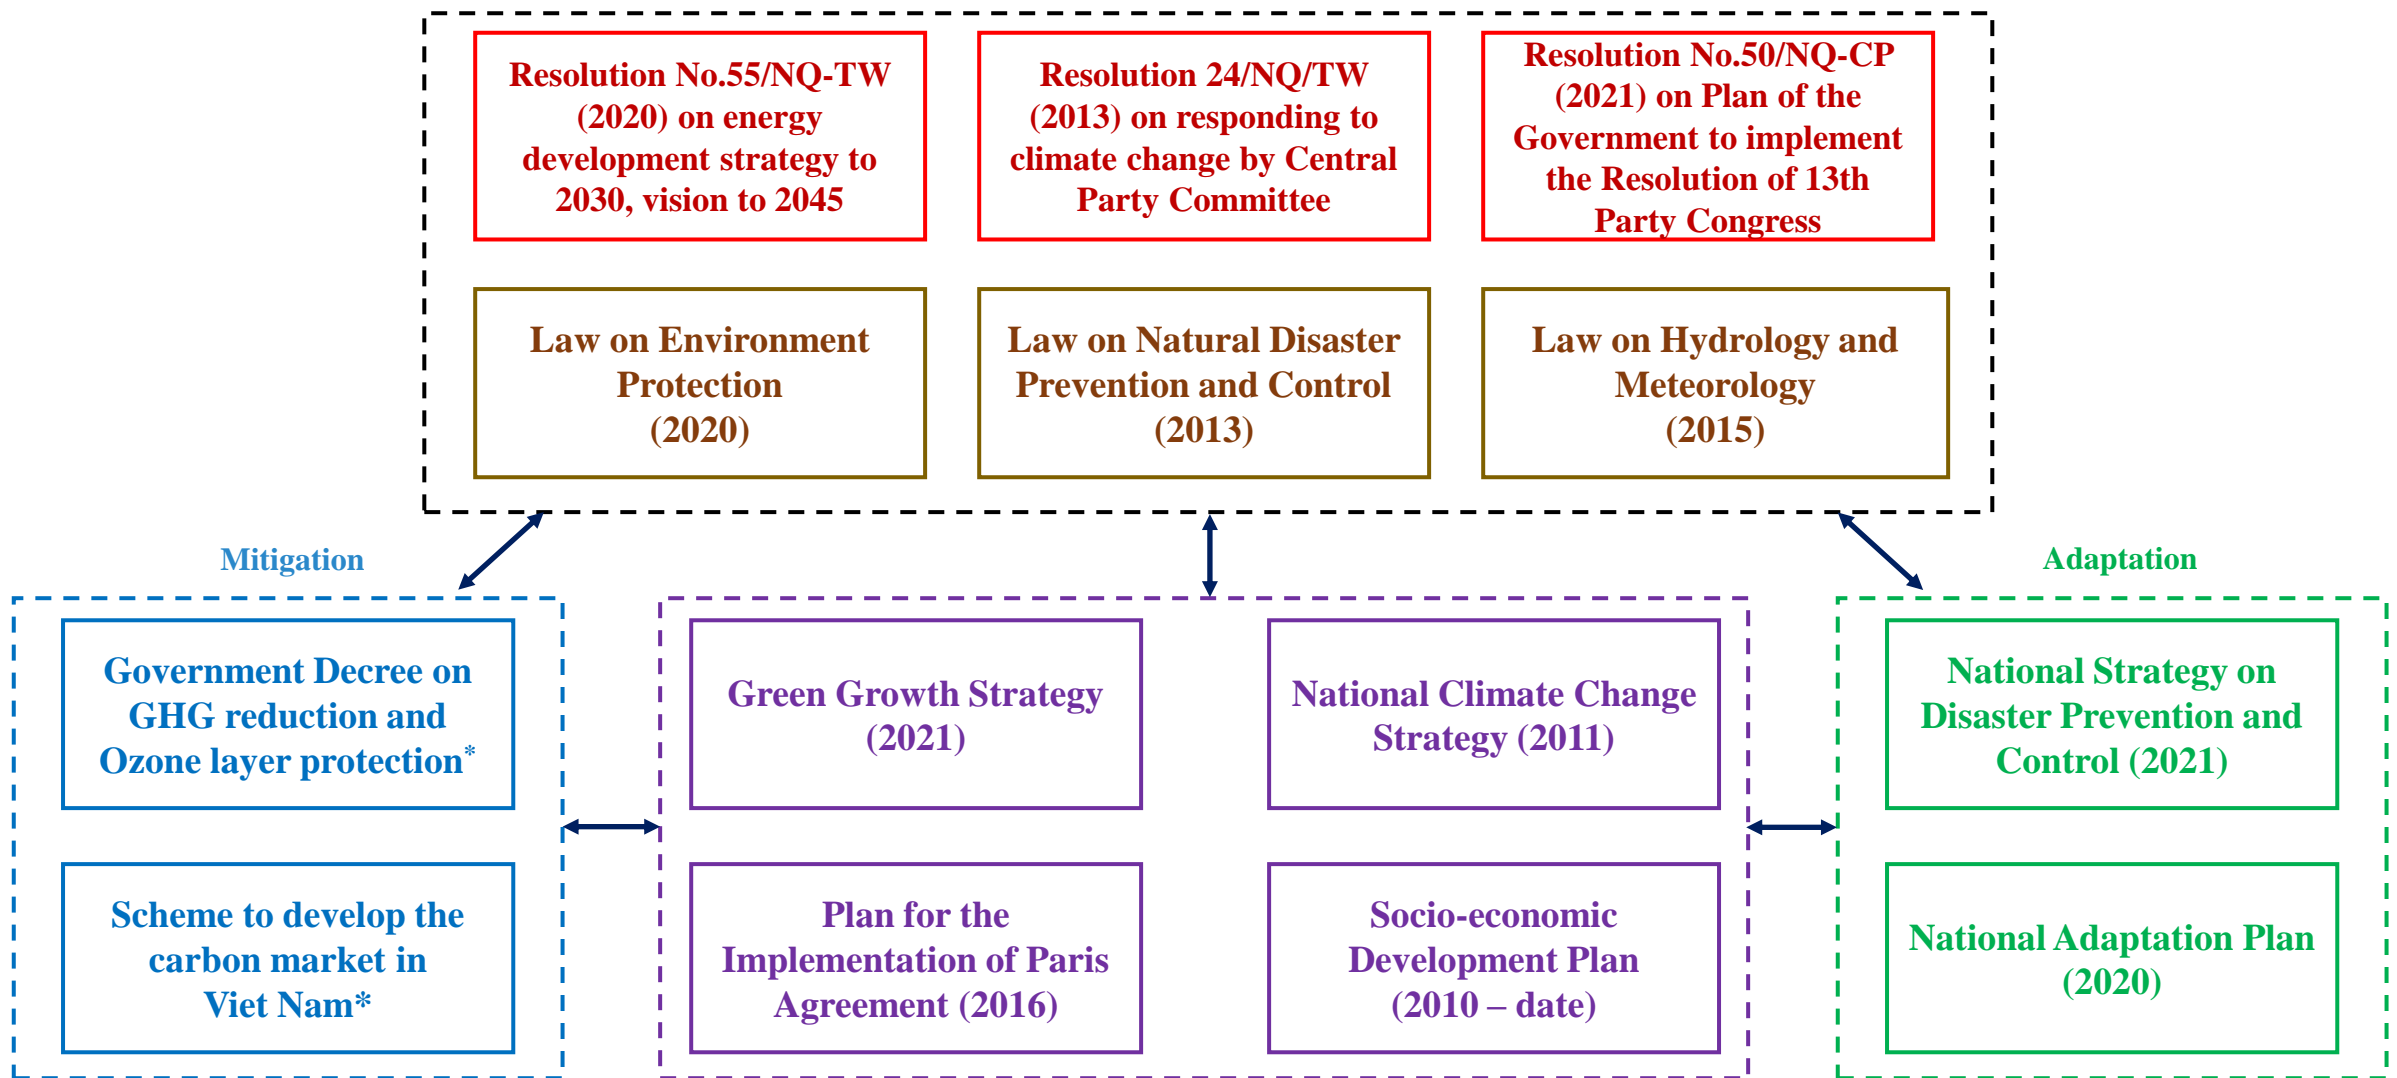 Resolution No.55/NQ-TW
(2020) on energy
development strategy to
2030, vision to 2045
Resolution 24/NQ/TW
(2013) on responding to
climate change by Central
Party Committee
Resolution No.50/NQ-CP
(2021) on Plan of the
Government to implement
the Resolution of 13th
Party Congress
Law on Environment
Protection
(2020)
Law on Natural Disaster
Prevention and Control
(2013)
Law on Hydrology and
Meteorology
(2015)
Mitigation
Adaptation
Government Decree on
GHG reduction and
Ozone layer protection*
Green Growth Strategy
(2021)
National Climate Change
Strategy (2011)
National Strategy on
Disaster Prevention and
Control (2021)
Scheme to develop the
carbon market in
Viet Nam*
Plan for the
Implementation of Paris
Agreement (2016)
Socio-economic
Development Plan
(2010 – date)
National Adaptation Plan
(2020)